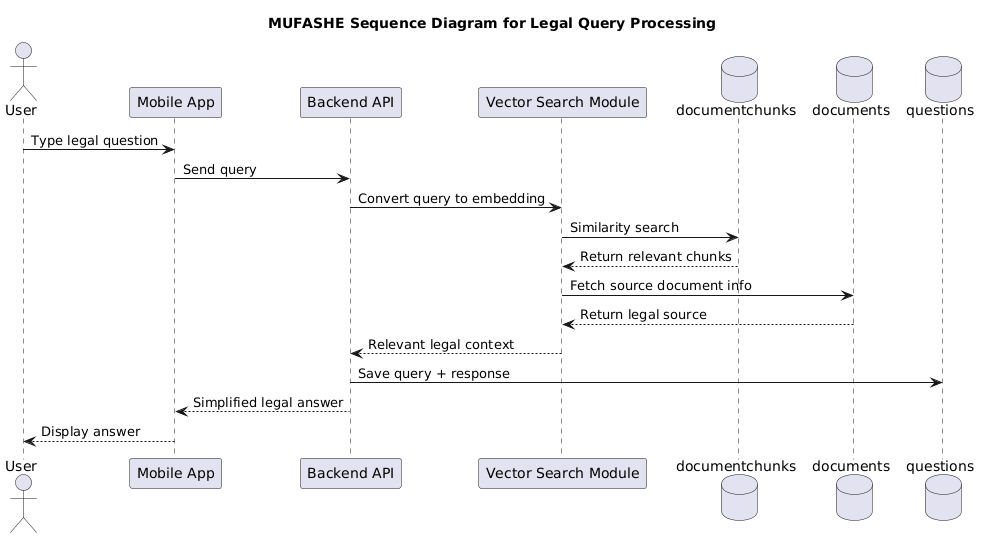 MUFASHE Sequence Diagram for Legal Query Processing
User
Mobile App
Backend API
Vector Search Module
documentchunks
documents
questions
Type legal question
Send query
Convert query to embedding
Similarity search
Return relevant chunks
Fetch source document info
Return legal source
Relevant legal context
Save query + response
Simplified legal answer
Display answer
User
Mobile App
Backend API
Vector Search Module
documentchunks
documents
questions